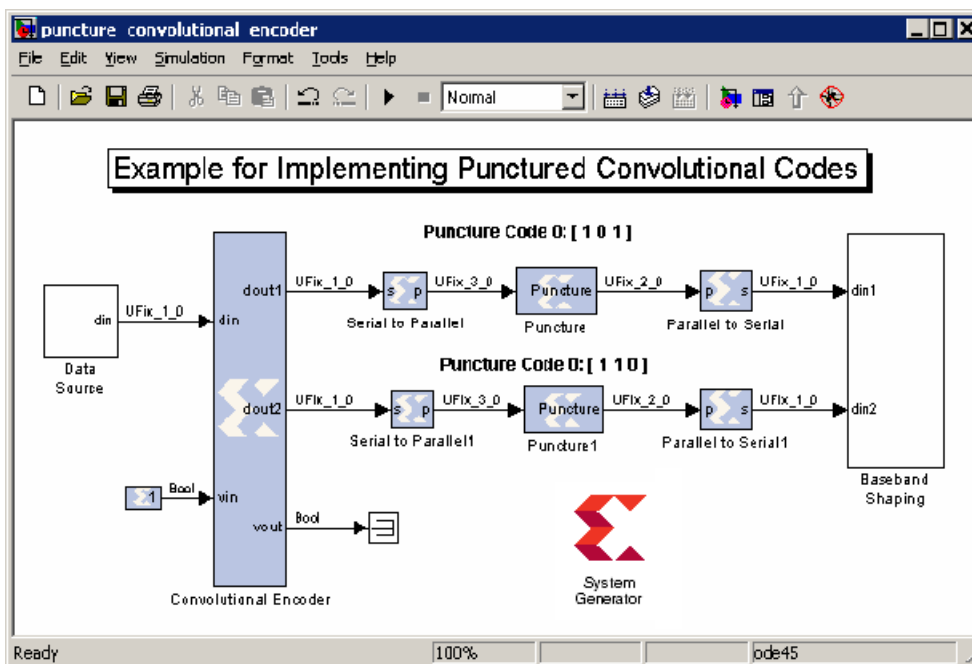 puncture convolutional encoder
File Edit View Simulation Format Tools Help
Normal
Example for Implementing Punctured Convolutional Codes
Puncture Code 0: [ 1 0 1 ]
dout1 UFix_1_0 s p UFix_3_0 Puncture UFix_2_0 p s UFix_1_0 din1
din UFix_1_0 din
Serial to Parallel Puncture Parallel to Serial
Data
Source
Puncture Code 0: [ 1 1 0 ]
dout2 UFix_1_0 s p UFix_3_0 Puncture UFix_2_0 p s UFix_1_0 din2
Serial to Parallel1 Puncture1 Parallel to Serial1
Baseband
Shaping
1 Bool vin
vout Bool
System
Generator
Convolutional Encoder
Ready 100% ode45